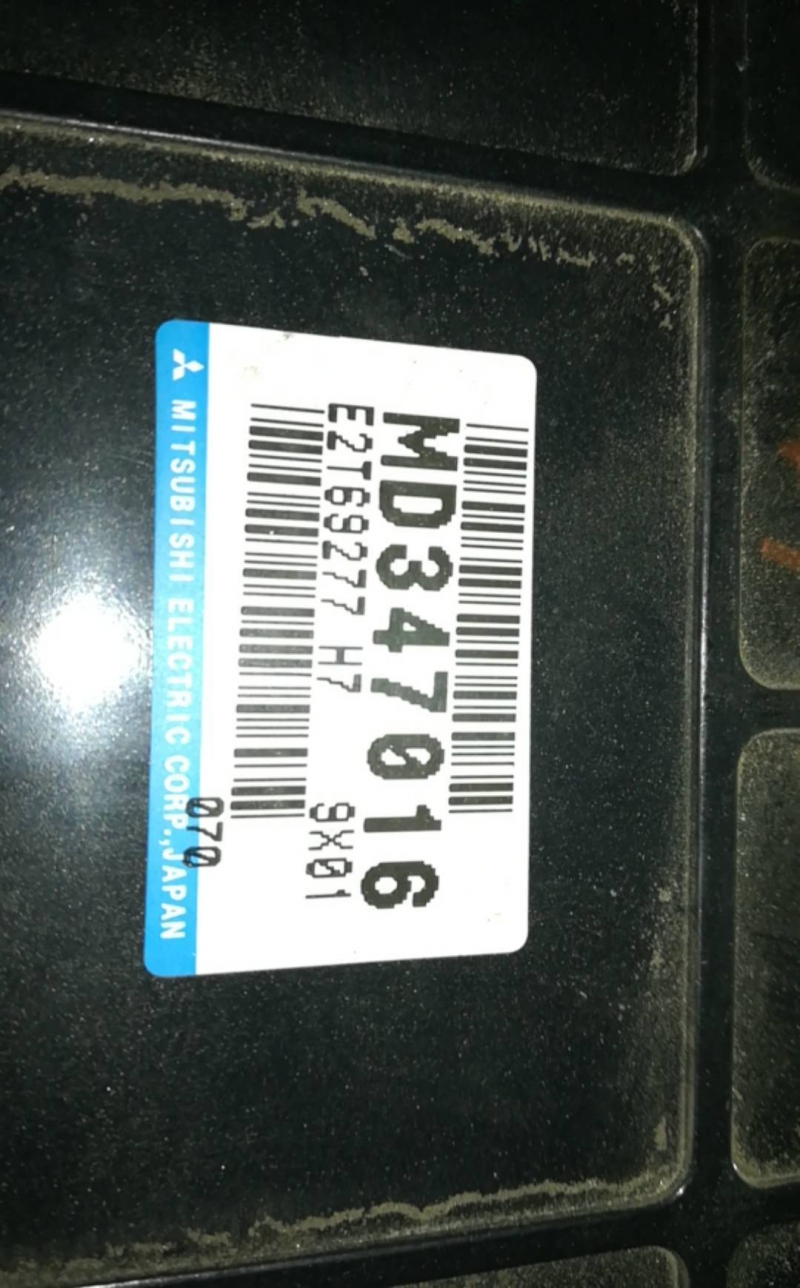 MD347016
E2T69277 H7 9X01
070
MITSUBISHI ELECTRIC CORP., JAPAN